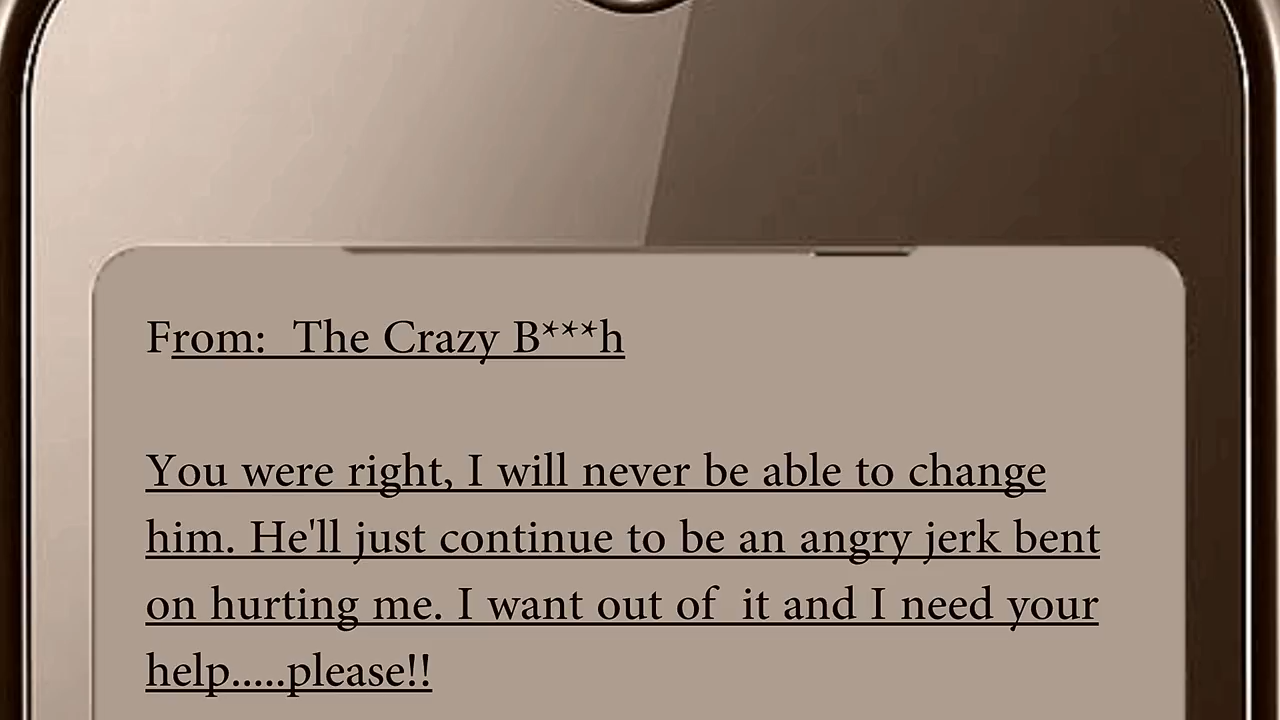 From:  The Crazy B***h
You were right, I will never be able to change
him. He'll just continue to be an angry jerk bent
on hurting me. I want out of  it and I need your
help.....please!!